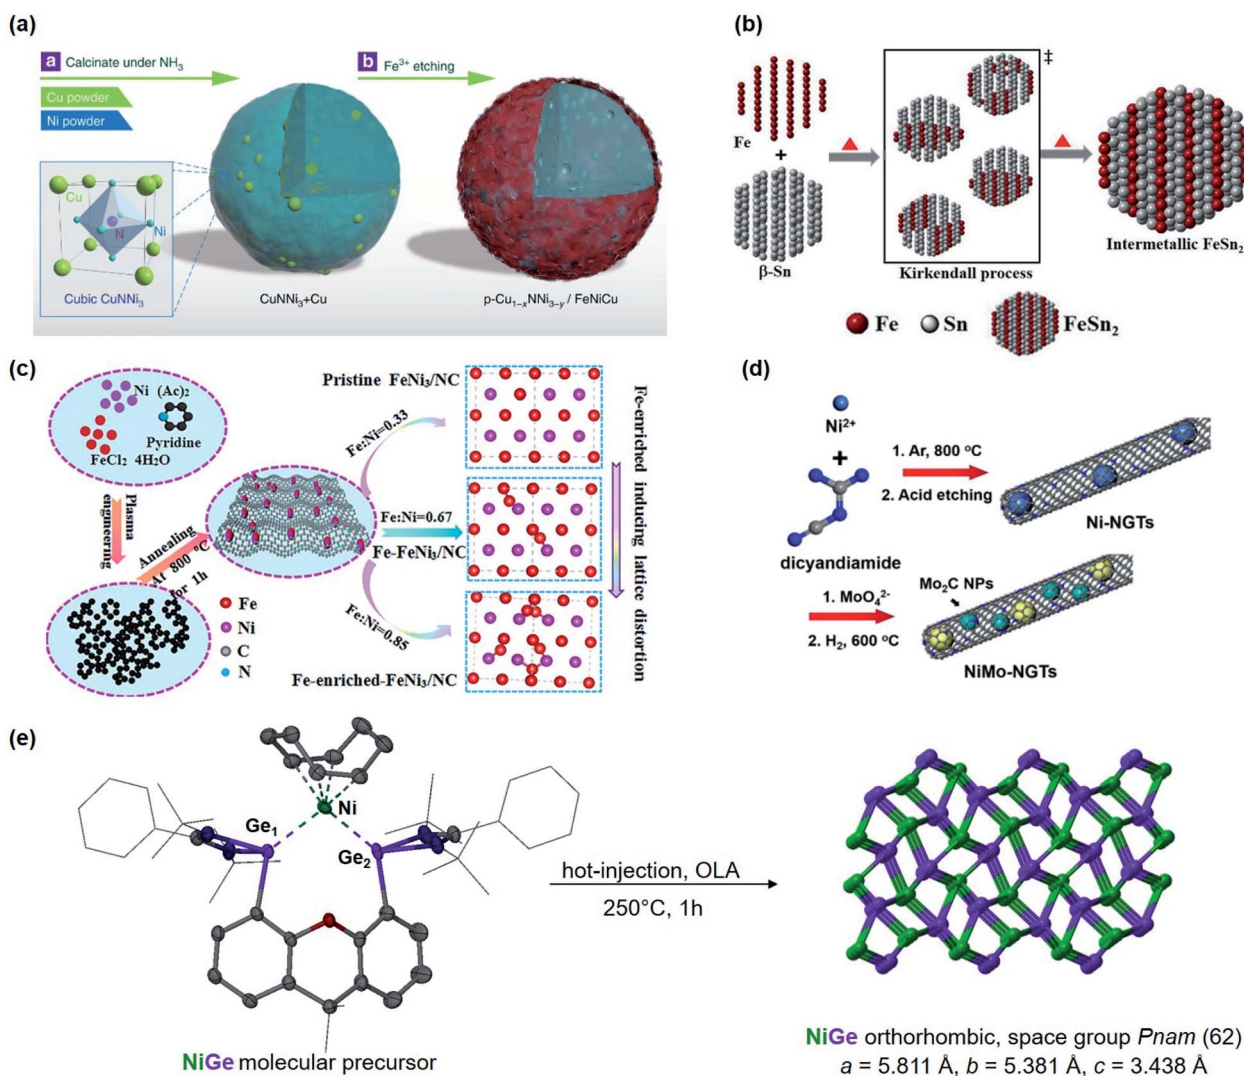 (a)
a Calcinate under NH₃
Cu powder
Ni powder
b Fe³⁺ etching
Cu
N
Ni
Cubic CuNNi₃
CuNNi₃+Cu
p-Cu₁₋ₓNNi₃₋ᵧ / FeNiCu
(b)
Fe
+
β-Sn
‡
Kirkendall process
Intermetallic FeSn₂
Fe
Sn
FeSn₂
(c)
Ni (Ac)₂
Pyridine
FeCl₂ 4H₂O
Plasma
engineering
Annealing
At 800 °C
for 1h
Fe
Ni
C
N
Fe:Ni=0.33
Fe:Ni=0.67
Fe:Ni=0.85
Pristine FeNi₃/NC
Fe-FeNi₃/NC
Fe-enriched-FeNi₃/NC
Fe-enriched inducing lattice distortion
(d)
Ni²⁺
+
dicyandiamide
1. Ar, 800 °C
2. Acid etching
Ni-NGTs
1. MoO₄²⁻
2. H₂, 600 °C
Mo₂C NPs
NiMo-NGTs
(e)
Ni
Ge₁
Ge₂
NiGe molecular precursor
hot-injection, OLA
250°C, 1h
NiGe orthorhombic, space group Pnam (62)
a = 5.811 Å, b = 5.381 Å, c = 3.438 Å